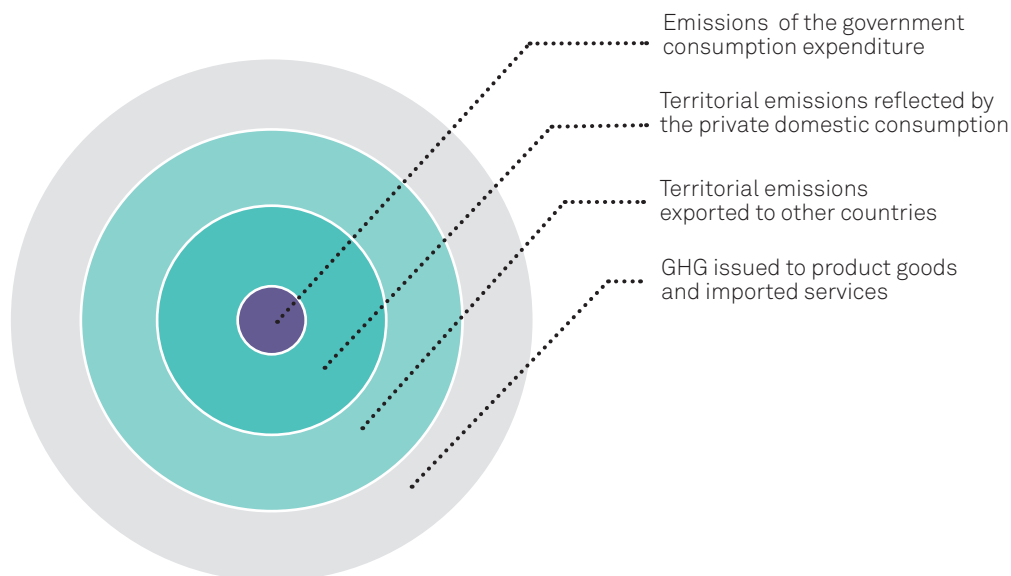 Emissions of the government
consumption expenditure
Territorial emissions reflected by
the private domestic consumption
Territorial emissions
exported to other countries
GHG issued to product goods
and imported services